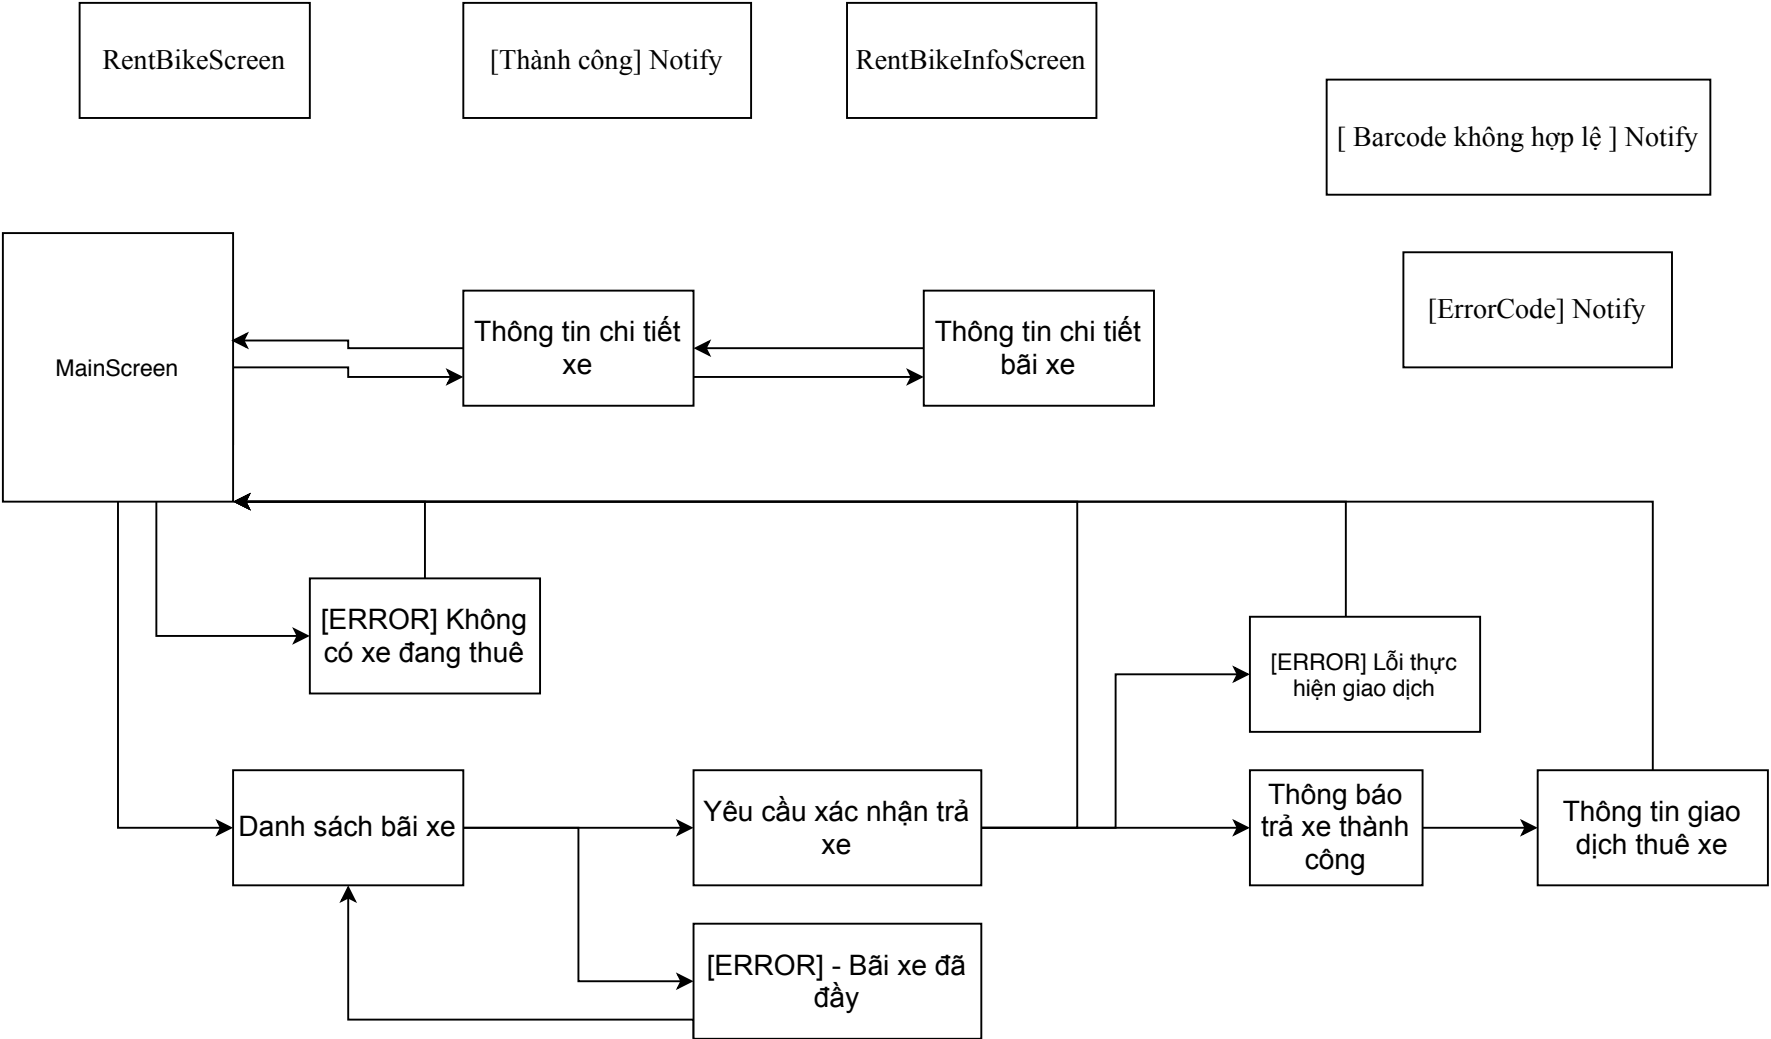 RentBikeScreen
[Thành công] Notify
RentBikeInfoScreen
[ Barcode không hợp lệ ] Notify
[ErrorCode] Notify
MainScreen
Thông tin chi tiết
xe
Thông tin chi tiết
bãi xe
[ERROR] Không
có xe đang thuê
[ERROR] Lỗi thực
hiện giao dịch
Danh sách bãi xe
Yêu cầu xác nhận trả
xe
Thông báo
trả xe thành
công
Thông tin giao
dịch thuê xe
[ERROR] - Bãi xe đã
đầy